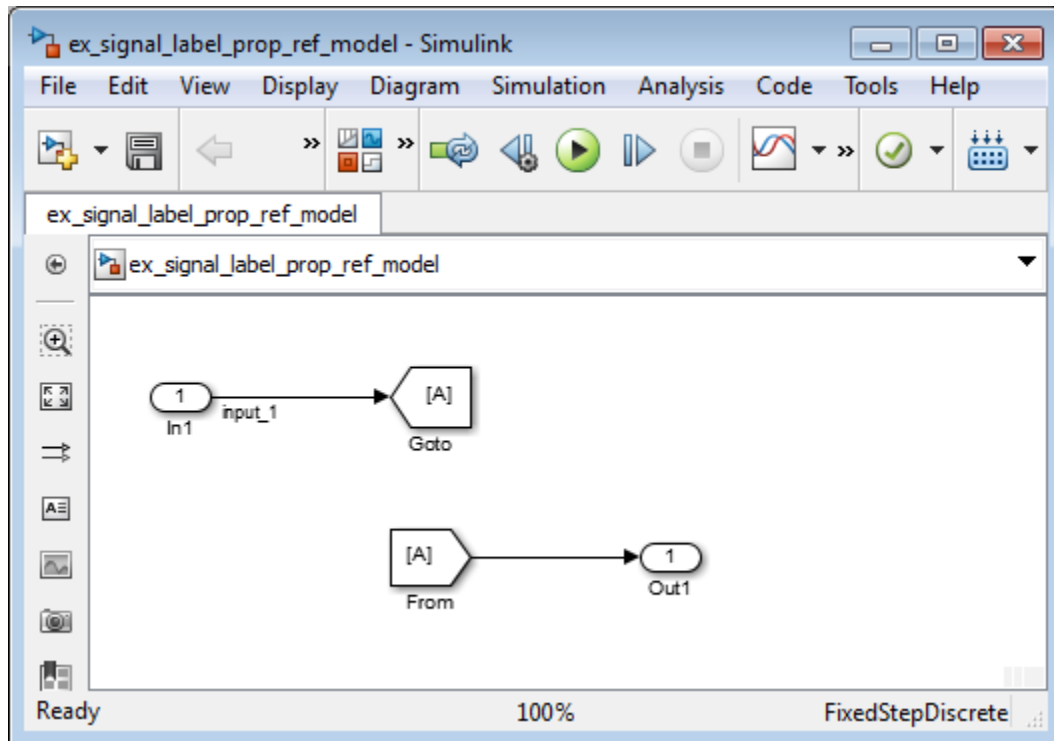 ex_signal_label_prop_ref_model - Simulink
File Edit View Display Diagram Simulation Analysis Code Tools Help
ex_signal_label_prop_ref_model
ex_signal_label_prop_ref_model
1
input_1
In1
[A]
Goto
[A]
From
1
Out1
Ready 100% FixedStepDiscrete